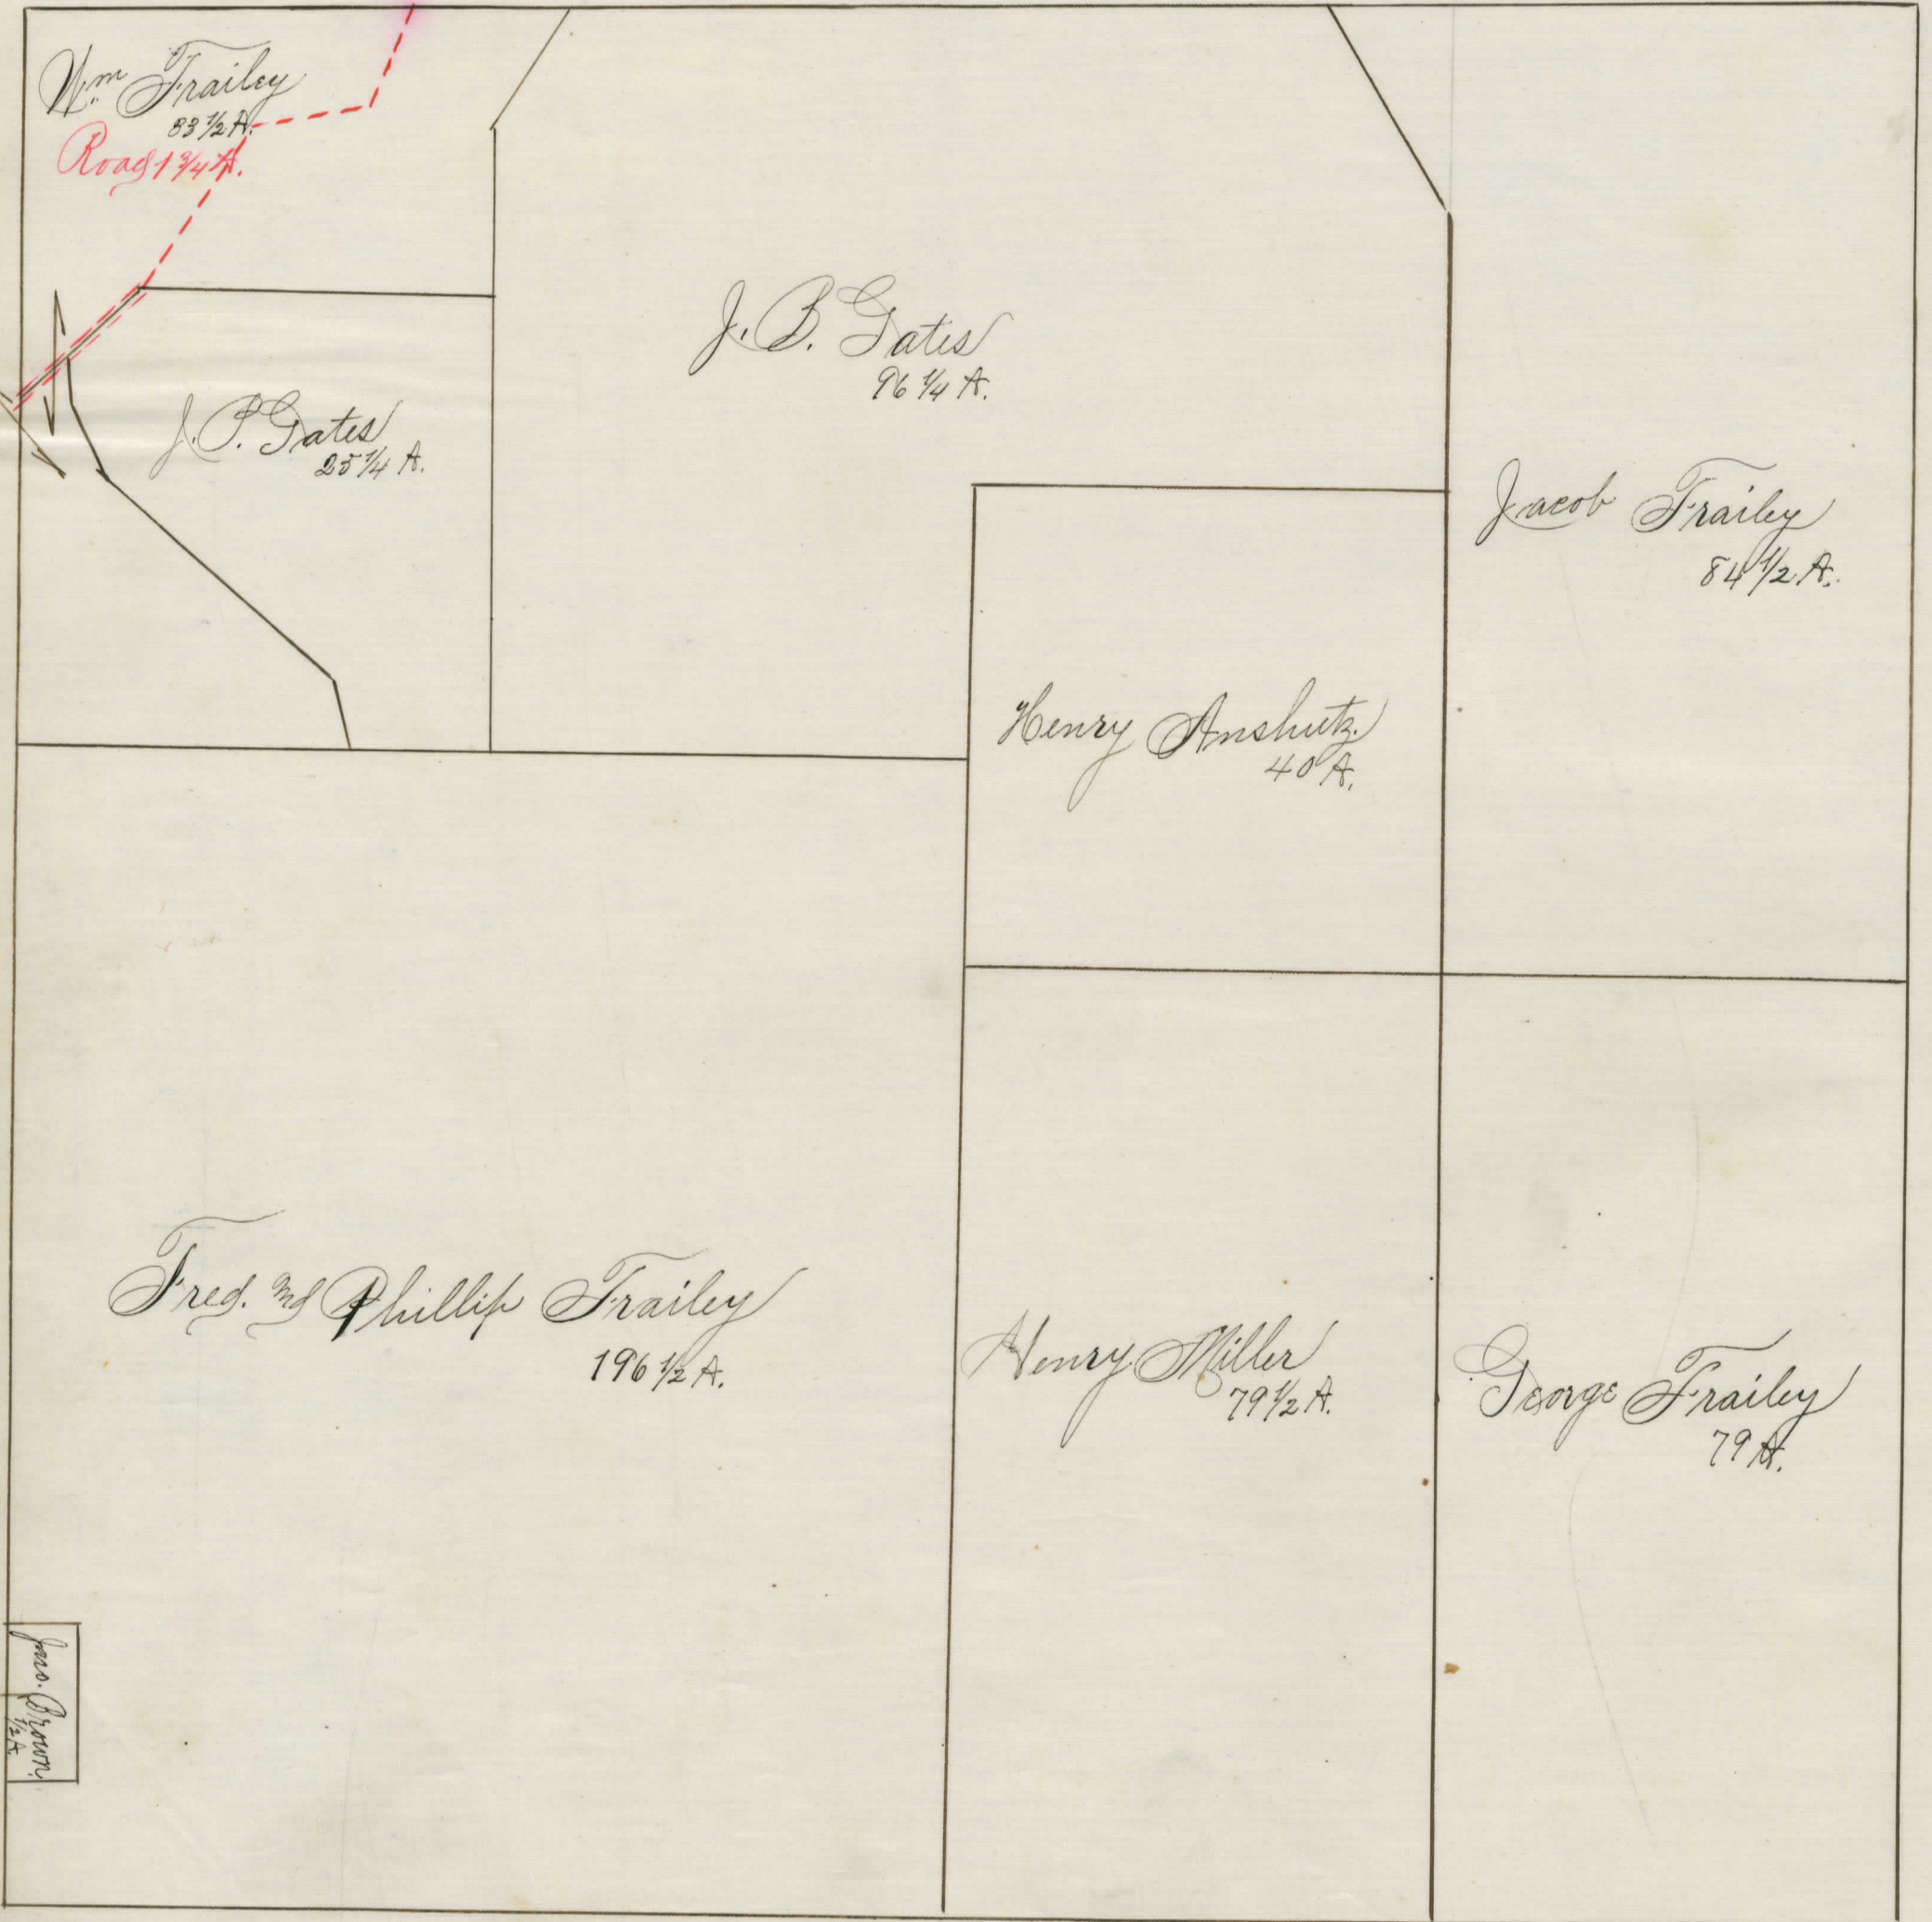 Wm Frailey
33 1/2 A.
Road 1 3/4 A.
J. B. Gates
96 1/4 A.
J. B. Gates
25 1/4 A.
Jacob Frailey
84 1/2 A.
Henry Anshutz.
40 A.
Fred. and Phillip Frailey
196 1/2 A.
Henry Miller
79 1/2 A.
George Frailey
79 A.
Jno. Brown.
1/2 A.